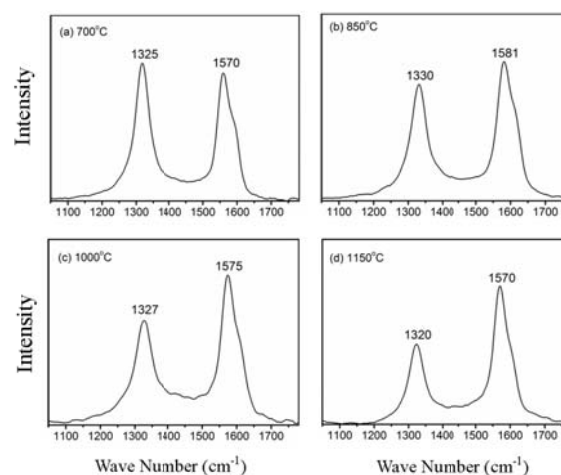 (a) 700°C
1325
1570
Intensity
1100 1200 1300 1400 1500 1600 1700
(b) 850°C
1330
1581
1100 1200 1300 1400 1500 1600 1700
(c) 1000°C
1327
1575
Intensity
1100 1200 1300 1400 1500 1600 1700
Wave Number (cm⁻¹)
(d) 1150°C
1320
1570
1100 1200 1300 1400 1500 1600 1700
Wave Number (cm⁻¹)